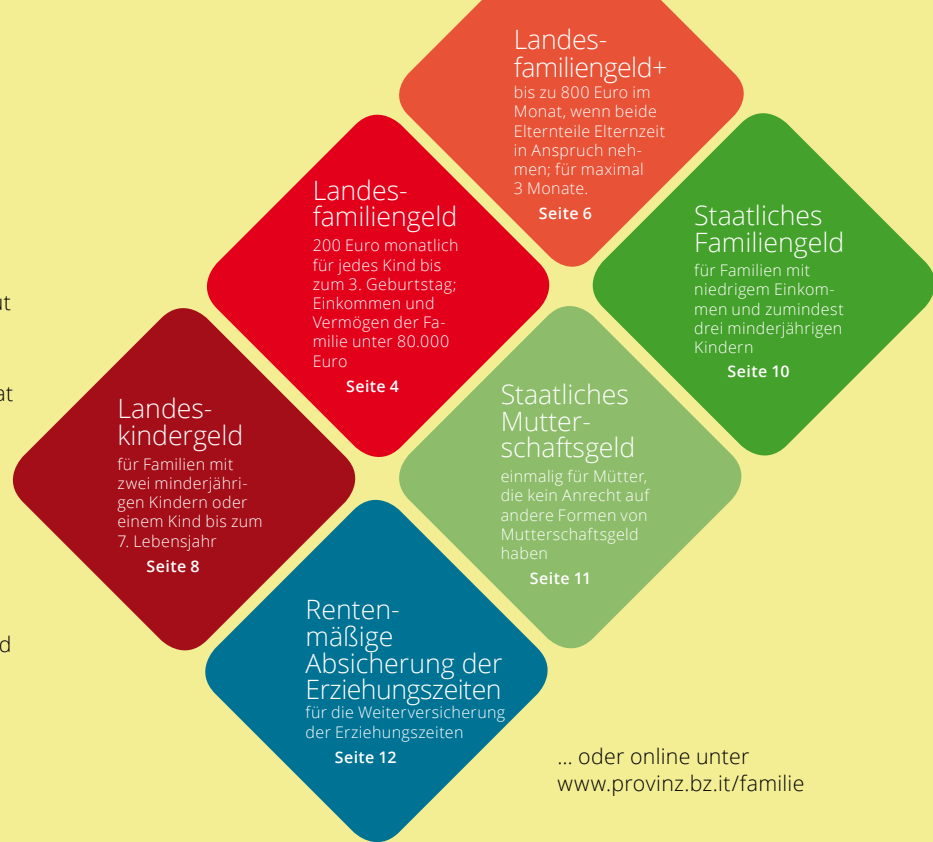 Landes-
familiengeld+
bis zu 800 Euro im
Monat, wenn beide
Elternteile Elternzeit
in Anspruch neh-
men; für maximal
3 Monate.
Seite 6
Landes-
familiengeld
200 Euro monatlich
für jedes Kind bis
zum 3. Geburtstag;
Einkommen und
Vermögen der Fa-
milie unter 80.000
Euro
Seite 4
Staatliches
Familiengeld
für Familien mit
niedrigem Einkom-
men und zumindest
drei minderjährigen
Kindern
Seite 10
Landes-
kindergeld
für Familien mit
zwei minderjähri-
gen Kindern oder
einem Kind bis zum
7. Lebensjahr
Seite 8
Staatliches
Mutter-
schaftsgeld
einmalig für Mütter,
die kein Anrecht auf
andere Formen von
Mutterschaftsgeld
haben
Seite 11
Renten-
mäßige
Absicherung der
Erziehungszeiten
für die Weiterversicherung
der Erziehungszeiten
Seite 12
... oder online unter
www.provinz.bz.it/familie